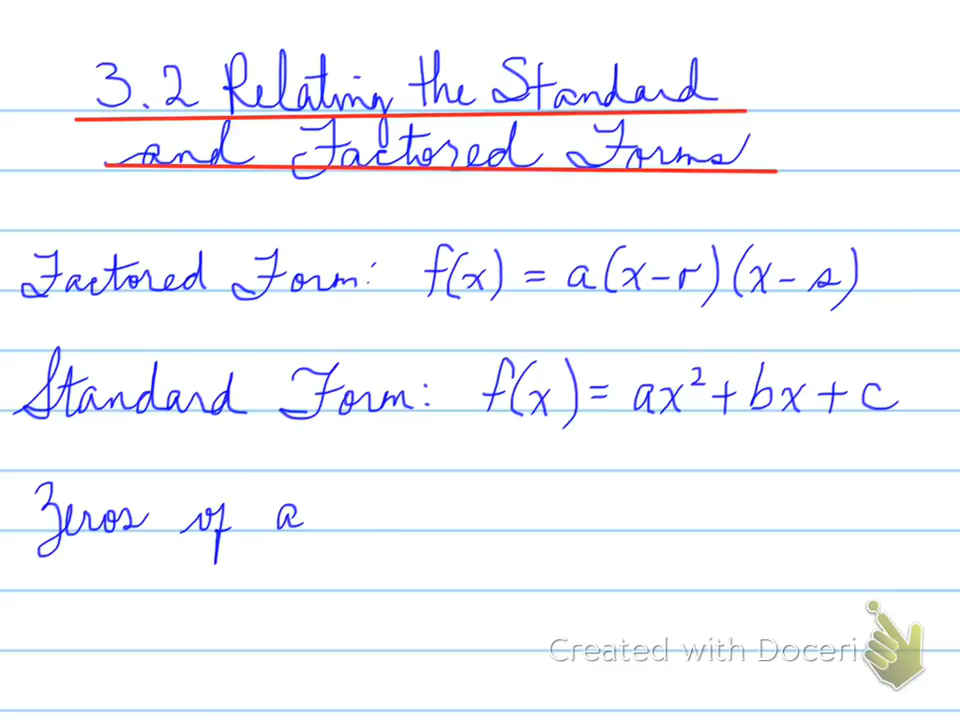 3.2 Relating the Standard
and Factored Forms
Factored Form: f(x) = a(x-r)(x-s)
Standard Form: f(x) = ax² + bx + c
Zeros of a
Created with Doceri